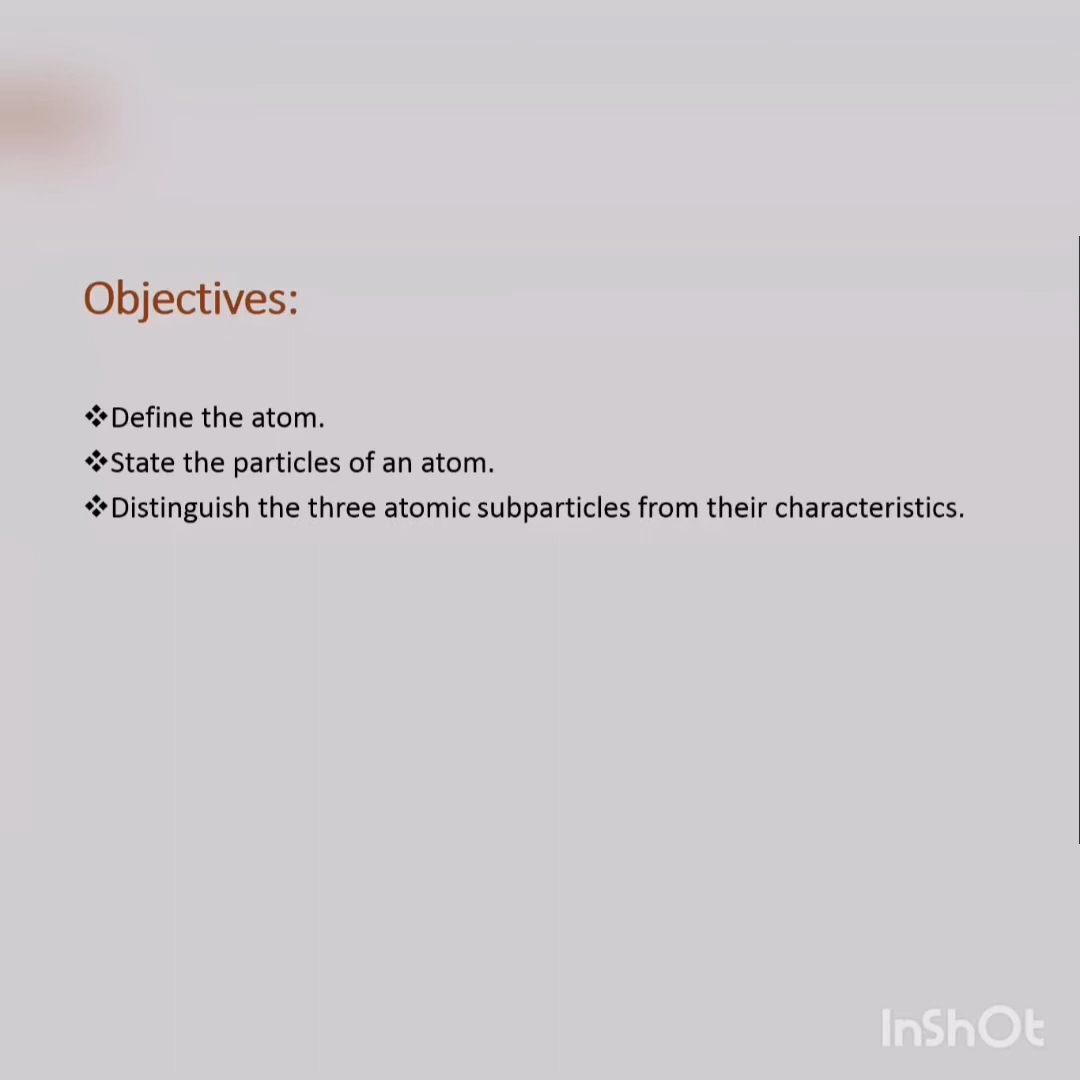 Objectives:
❖Define the atom.
❖State the particles of an atom.
❖Distinguish the three atomic subparticles from their characteristics.
InShOt